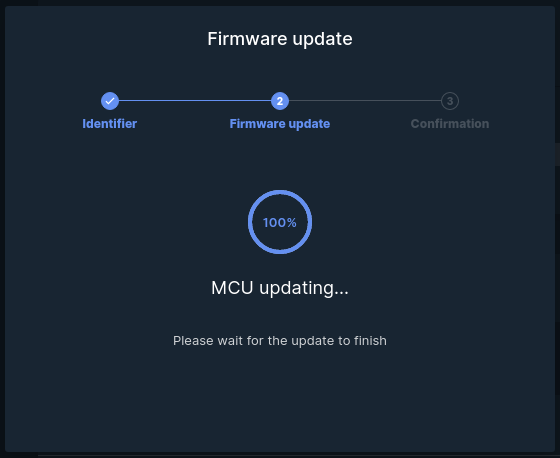 Firmware update
2
3
Identifier
Firmware update
Confirmation
100%
MCU updating...
Please wait for the update to finish